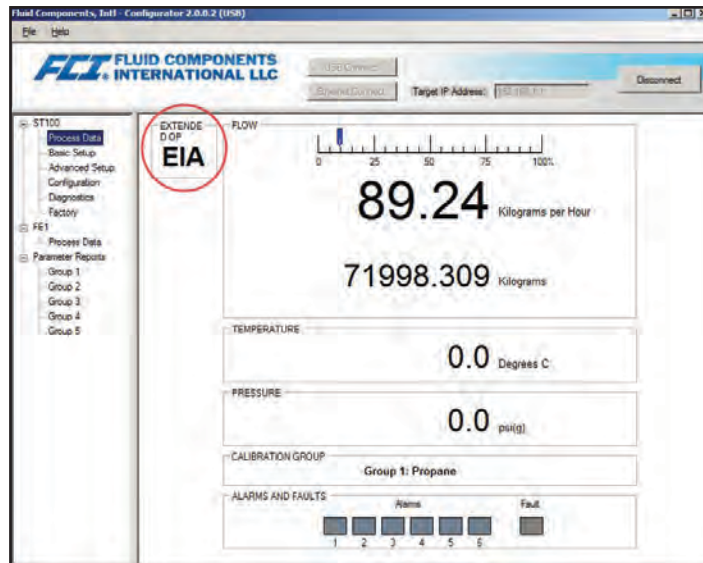 Fluid Components, Intl - Configurator 2.0.0.2 (USB)
File Help
FCI FLUID COMPONENTS
INTERNATIONAL LLC
USB Connect
Ethernet Connect
Target IP Address:
Disconnect
ST100
Process Data
Basic Setup
Advanced Setup
Configuration
Diagnostics
Factory
FE1
Process Data
Parameter Reports
Group 1
Group 2
Group 3
Group 4
Group 5
EXTENDE
D OP
EIA
FLOW
0 25 50 75 100%
89.24 Kilograms per Hour
71998.309 Kilograms
TEMPERATURE
0.0 Degrees C
PRESSURE
0.0 psi(g)
CALIBRATION GROUP
Group 1: Propane
ALARMS AND FAULTS
Alarms Fault
1 2 3 4 5 6